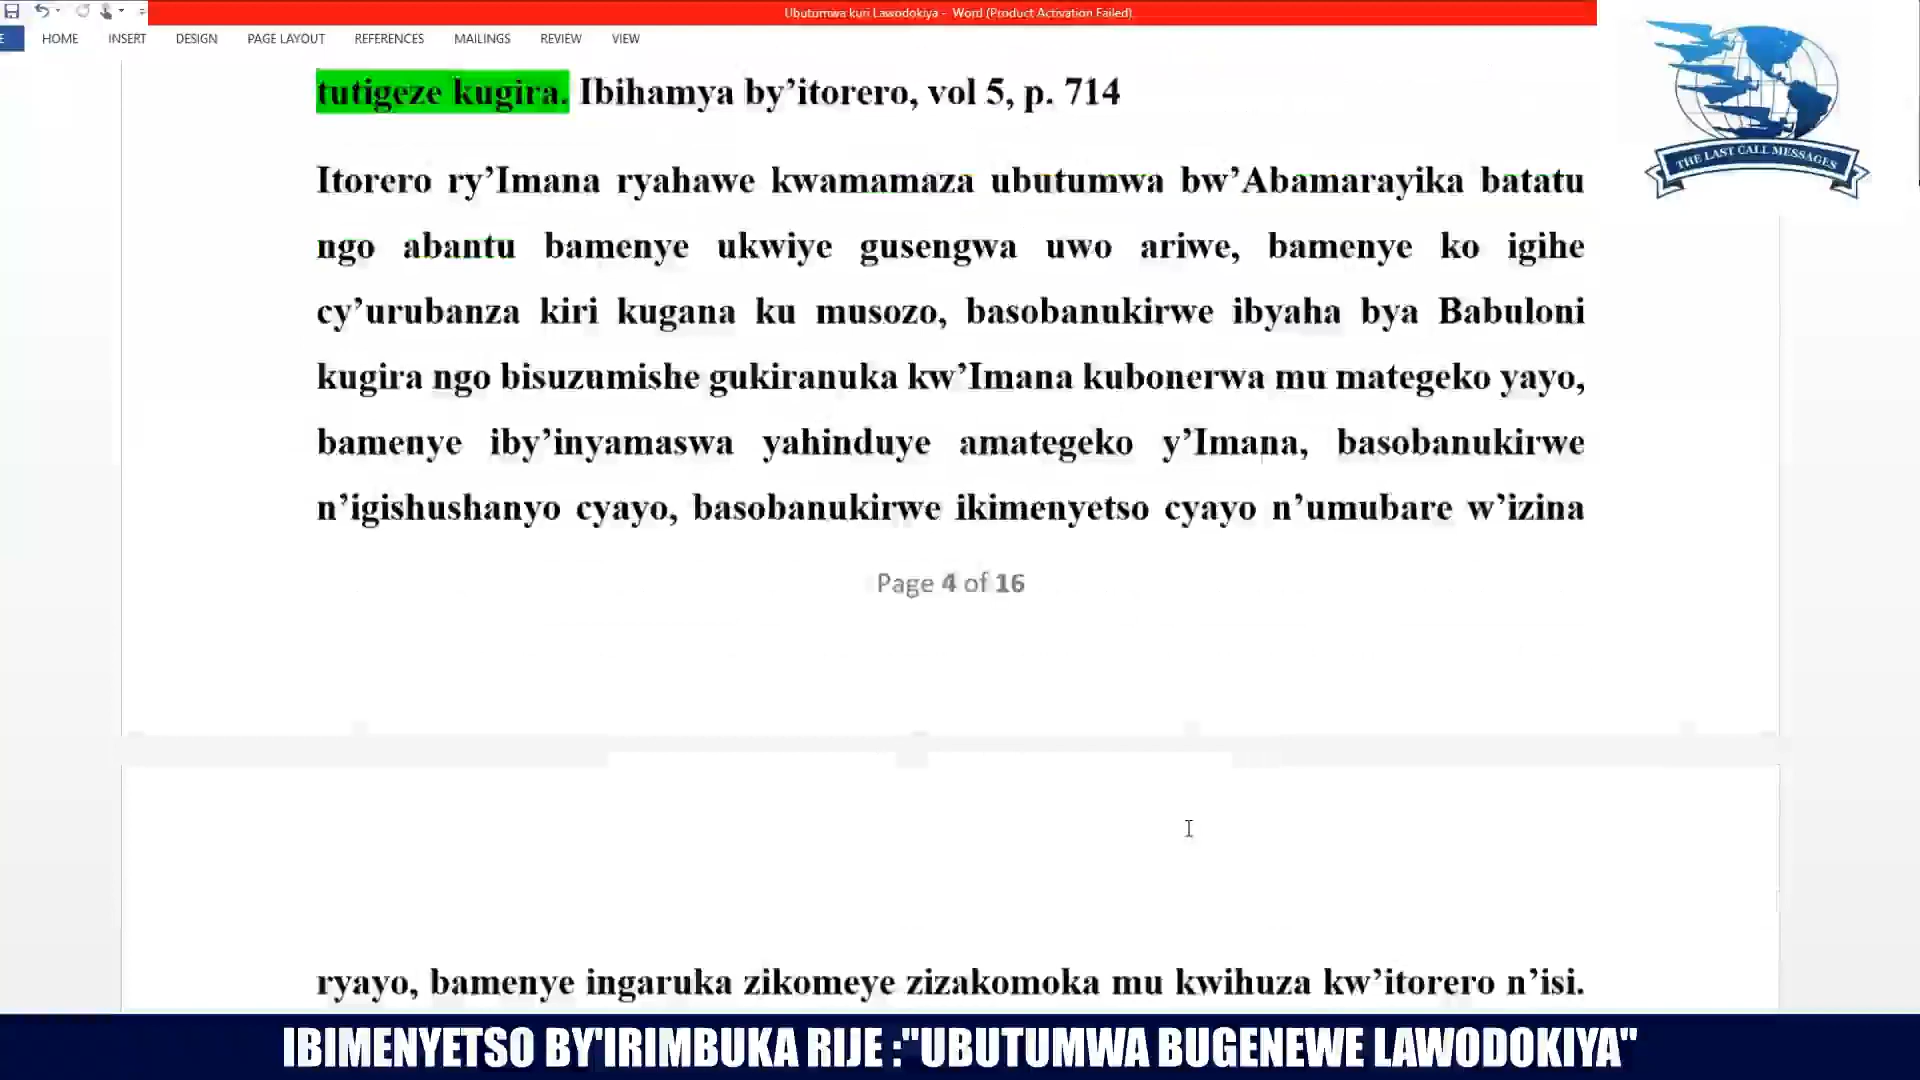 Ubutumwa kuri Lawodokiya - Word (Product Activation Failed)
HOME INSERT DESIGN PAGE LAYOUT REFERENCES MAILINGS REVIEW VIEW
THE LAST CALL MESSAGES
tutigeze kugira. Ibihamya by’itorero, vol 5, p. 714
Itorero ry’Imana ryahawe kwamamaza ubutumwa bw’Abamarayika batatu
ngo abantu bamenye ukwiye gusengwa uwo ariwe, bamenye ko igihe
cy’urubanza kiri kugana ku musozo, basobanukirwe ibyaha bya Babuloni
kugira ngo bisuzumishe gukiranuka kw’Imana kubonerwa mu mategeko yayo,
bamenye iby’inyamaswa yahinduye amategeko y’Imana, basobanukirwe
n’igishushanyo cyayo, basobanukirwe ikimenyetso cyayo n’umubare w’izina
Page 4 of 16
ryayo, bamenye ingaruka zikomeye zizakomoka mu kwihuza kw’itorero n’isi.
IBIMENYETSO BY'IRIMBUKA RIJE :"UBUTUMWA BUGENEWE LAWODOKIYA"